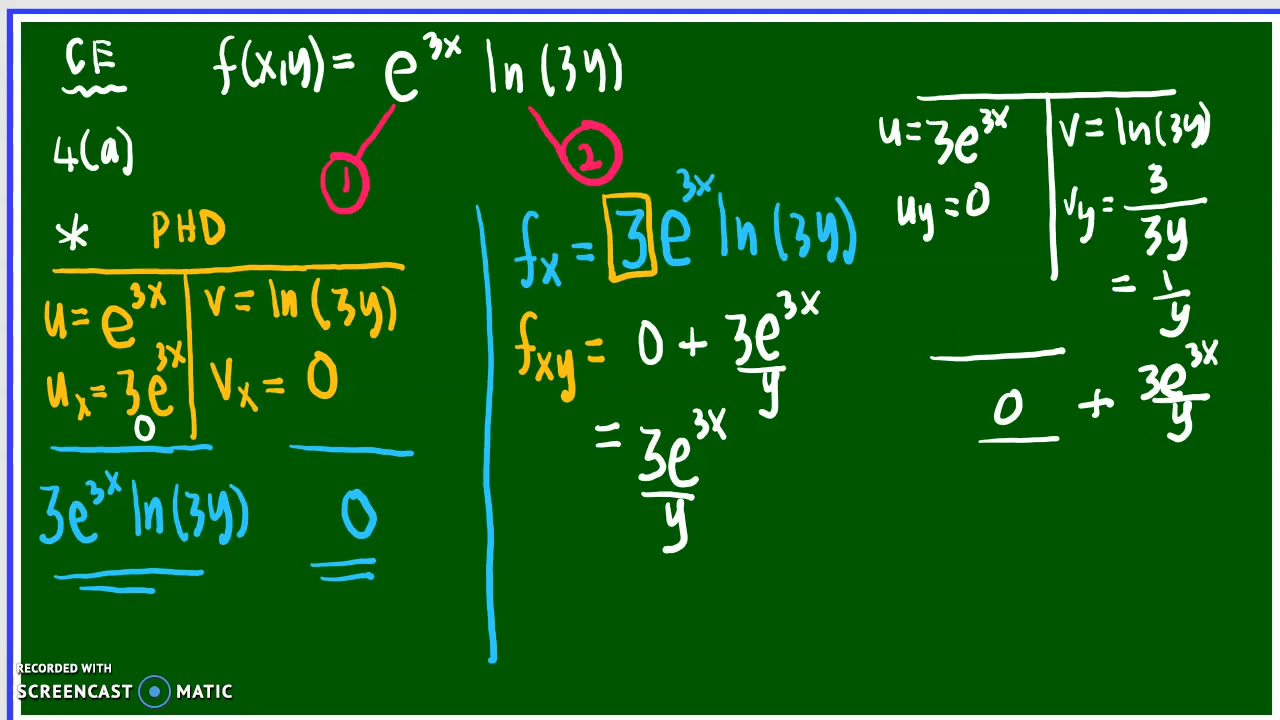 CE
f(x,y) = e^{3x} ln(3y)
4(a)
1
2
* PHD
u = e^{3x}
v = ln(3y)
u_x = 3e^{3x}
v_x = 0
0
3e^{3x} ln(3y)
0
f_x = 3e^{3x} ln(3y)
f_{xy} = 0 + 3e^{3x}/y
= 3e^{3x}/y
u = 3e^{3x}
v = ln(3y)
u_y = 0
v_y = 3/3y
= 1/y
0 + 3e^{3x}/y
RECORDED WITH
SCREENCAST MATIC